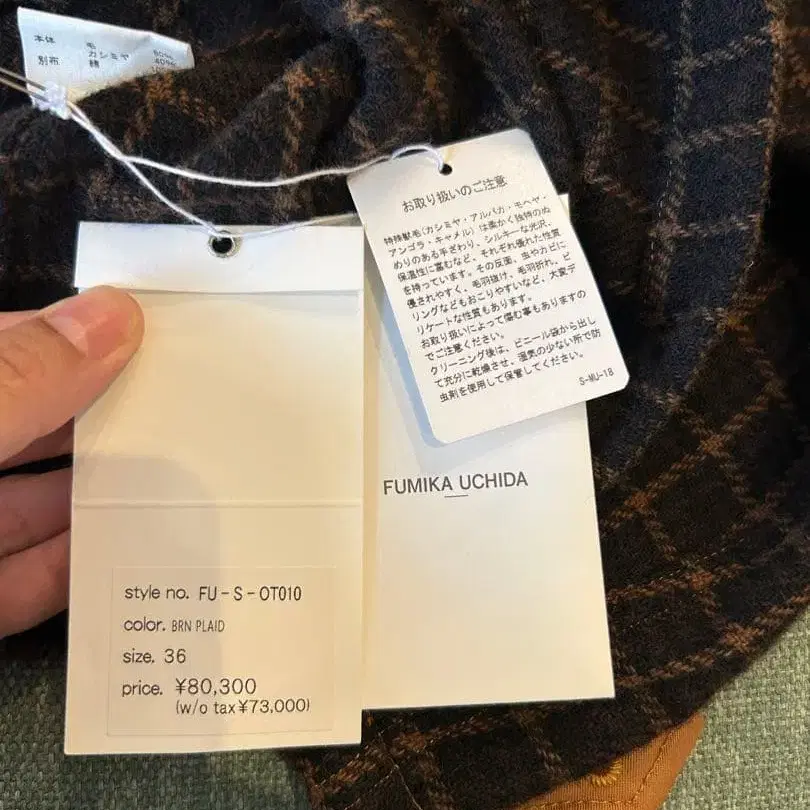 本体 毛
カシミヤ 40%
別布 綿
お取り扱いのご注意
特殊獣毛(カシミヤ・アルパカ・モヘヤ・
アンゴラ・キャメル)は柔かく独特のぬ
めりのある手ざわり、シルキーな光沢、
保温性に富むなど、それぞれ優れた性質
を持っています。その反面、虫やカビに
侵されやすく、毛羽抜け、毛羽折れ、ピ
リングなどもおこりやすいなど、大変デ
リケートな性質もあります。
お取り扱いによって傷む事もありますの
でご注意ください。
クリーニング後は、ビニール袋から出し
て充分に乾燥させ、湿気の少ない所で防
虫剤を使用して保管してください。
S-MU-18
FUMIKA UCHIDA
style no. FU-S-OT010
color. BRN PLAID
size. 36
price. ¥80,300
(w/o tax¥73,000)